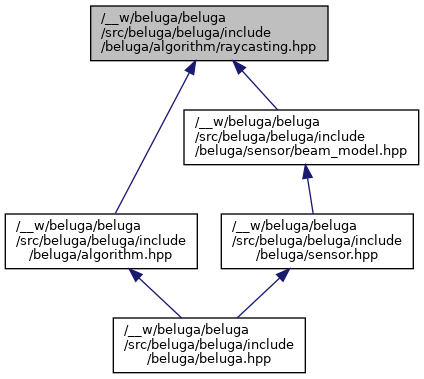 /__w/beluga/beluga
/src/beluga/beluga/include
/beluga/algorithm/raycasting.hpp
/__w/beluga/beluga
/src/beluga/beluga/include
/beluga/sensor/beam_model.hpp
/__w/beluga/beluga
/src/beluga/beluga/include
/beluga/algorithm.hpp
/__w/beluga/beluga
/src/beluga/beluga/include
/beluga/sensor.hpp
/__w/beluga/beluga
/src/beluga/beluga/include
/beluga/beluga.hpp